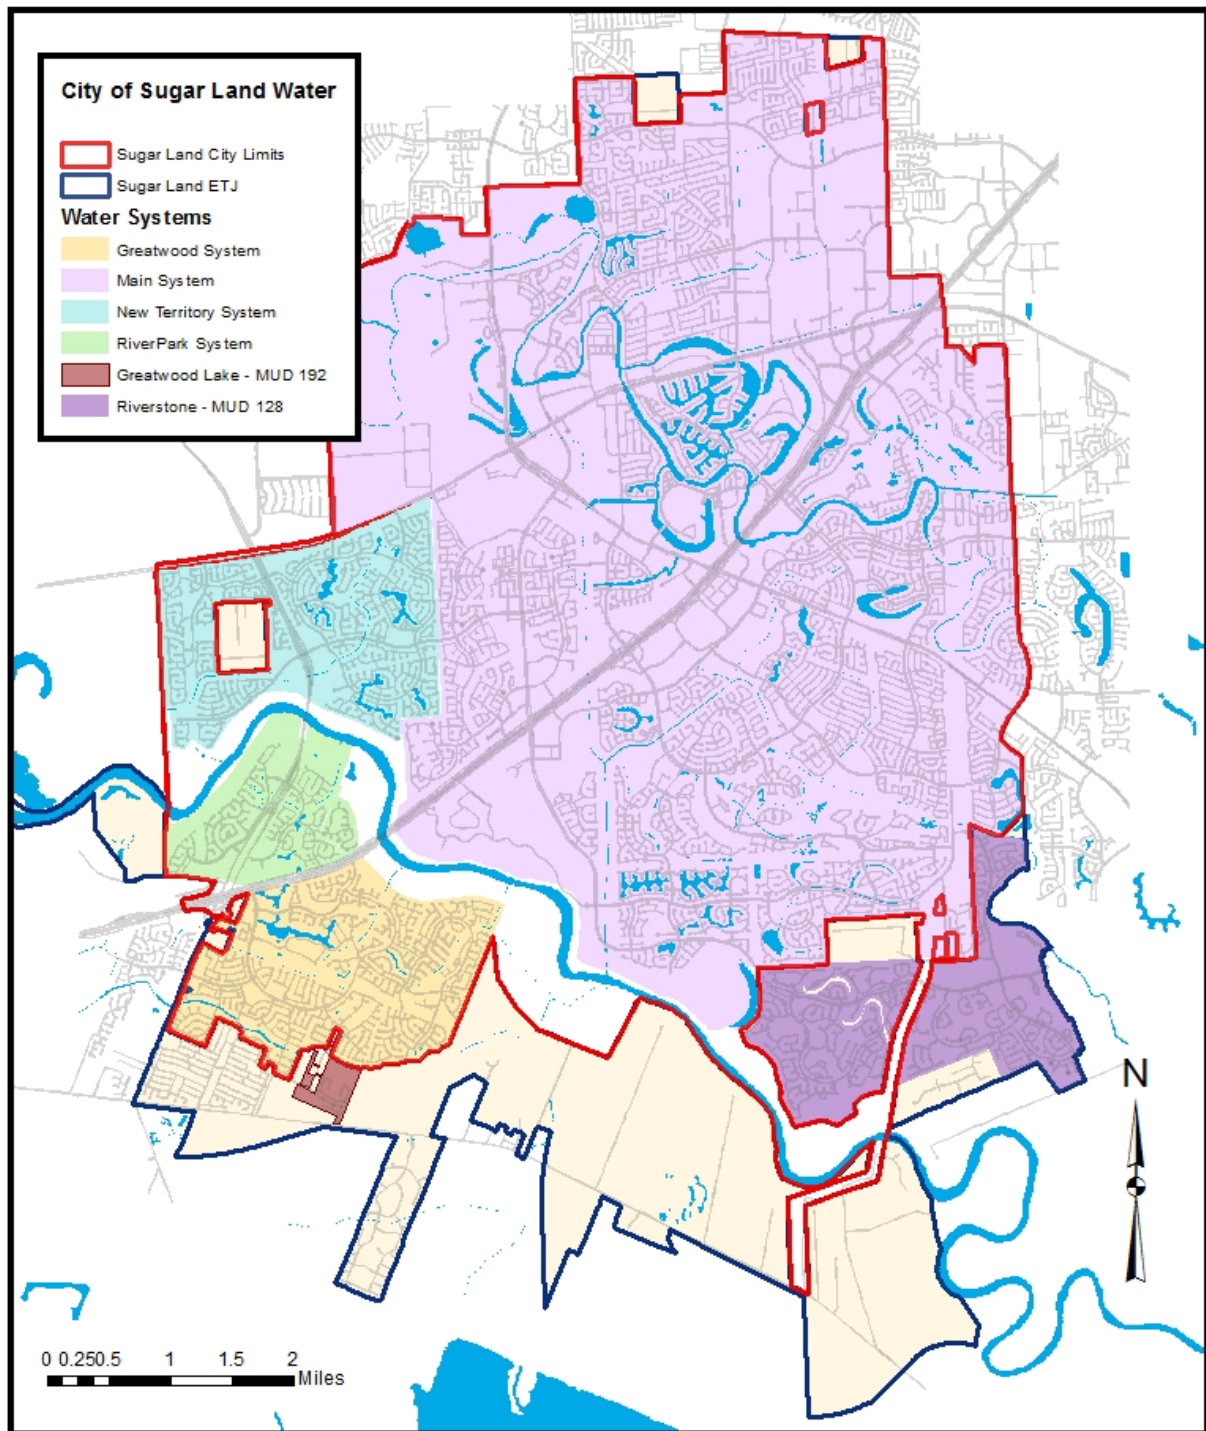 City of Sugar Land Water
Sugar Land City Limits
Sugar Land ETJ
Water Systems
Greatwood System
Main System
New Territory System
RiverPark System
Greatwood Lake - MUD 192
Riverstone - MUD 128
N
0 0.250.5 1 1.5 2
Miles